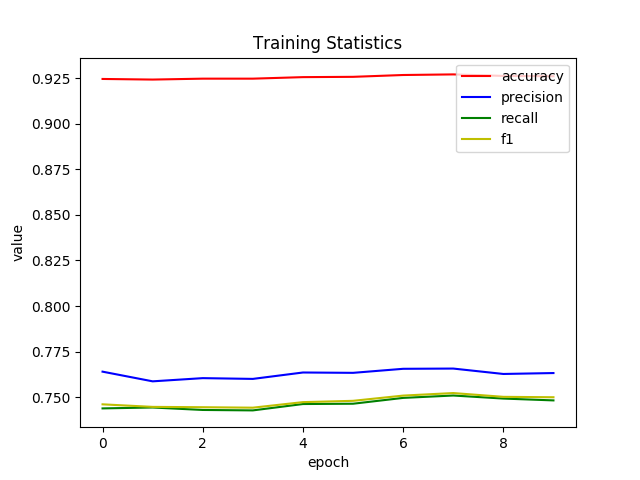 Training Statistics
0.925
0.900
0.875
0.850
0.825
0.800
0.775
0.750
value
0
2
4
6
8
epoch
accuracy
precision
recall
f1